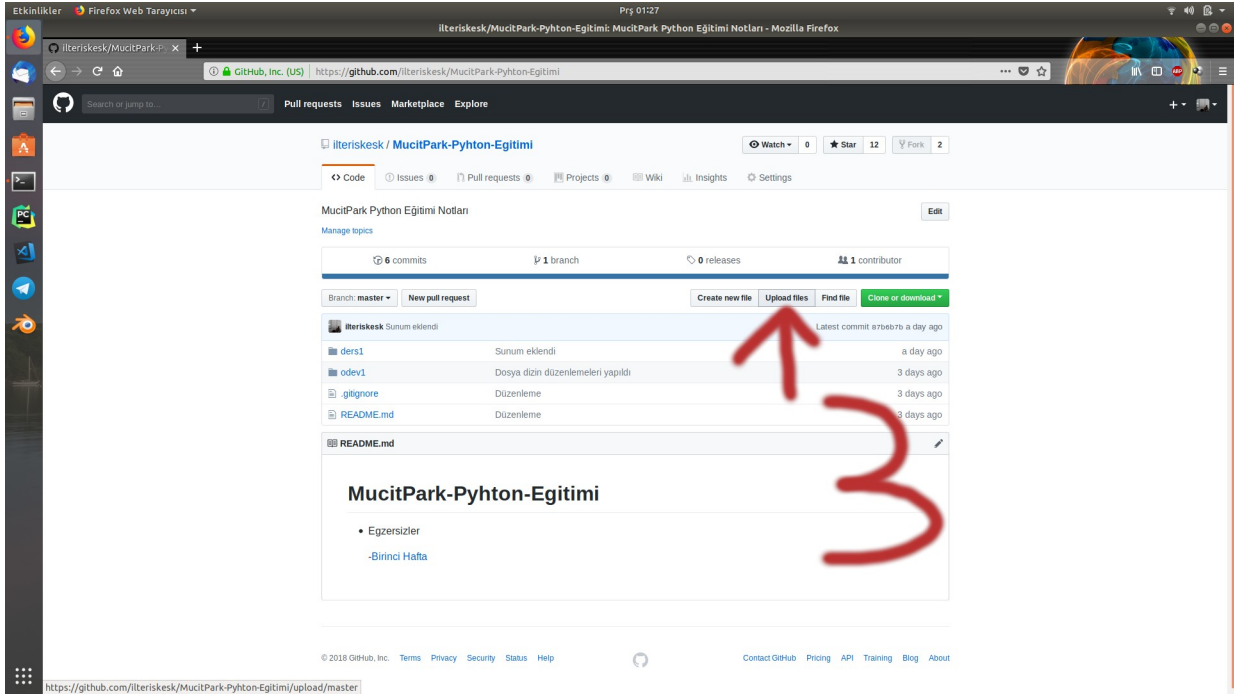 Etkinlikler Firefox Web Tarayıcısı Prş 01:27
ilteriskesk/MucitPark-Pyhton-Egitimi: MucitPark Python Eğitimi Notları - Mozilla Firefox
ilteriskesk/MucitPark-P
GitHub, Inc. (US) https://github.com/ilteriskesk/MucitPark-Pyhton-Egitimi
Search or jump to... / Pull requests Issues Marketplace Explore
ilteriskesk / MucitPark-Pyhton-Egitimi Watch 0 Star 12 Fork 2
Code Issues 0 Pull requests 0 Projects 0 Wiki Insights Settings
MucitPark Python Eğitimi Notları Edit
Manage topics
6 commits 1 branch 0 releases 1 contributor
Branch: master New pull request Create new file Upload files Find file Clone or download
ilteriskesk Sunum eklendi Latest commit a day ago
ders1 Sunum eklendi a day ago
odev1 Dosya dizin düzenlemeleri yapıldı 3 days ago
.gitignore Düzenleme 3 days ago
README.md Düzenleme 3 days ago
3
README.md
MucitPark-Pyhton-Egitimi
• Egzersizler
-Birinci Hafta
© 2018 GitHub, Inc. Terms Privacy Security Status Help Contact GitHub Pricing API Training Blog About
https://github.com/ilteriskesk/MucitPark-Pyhton-Egitimi/upload/master